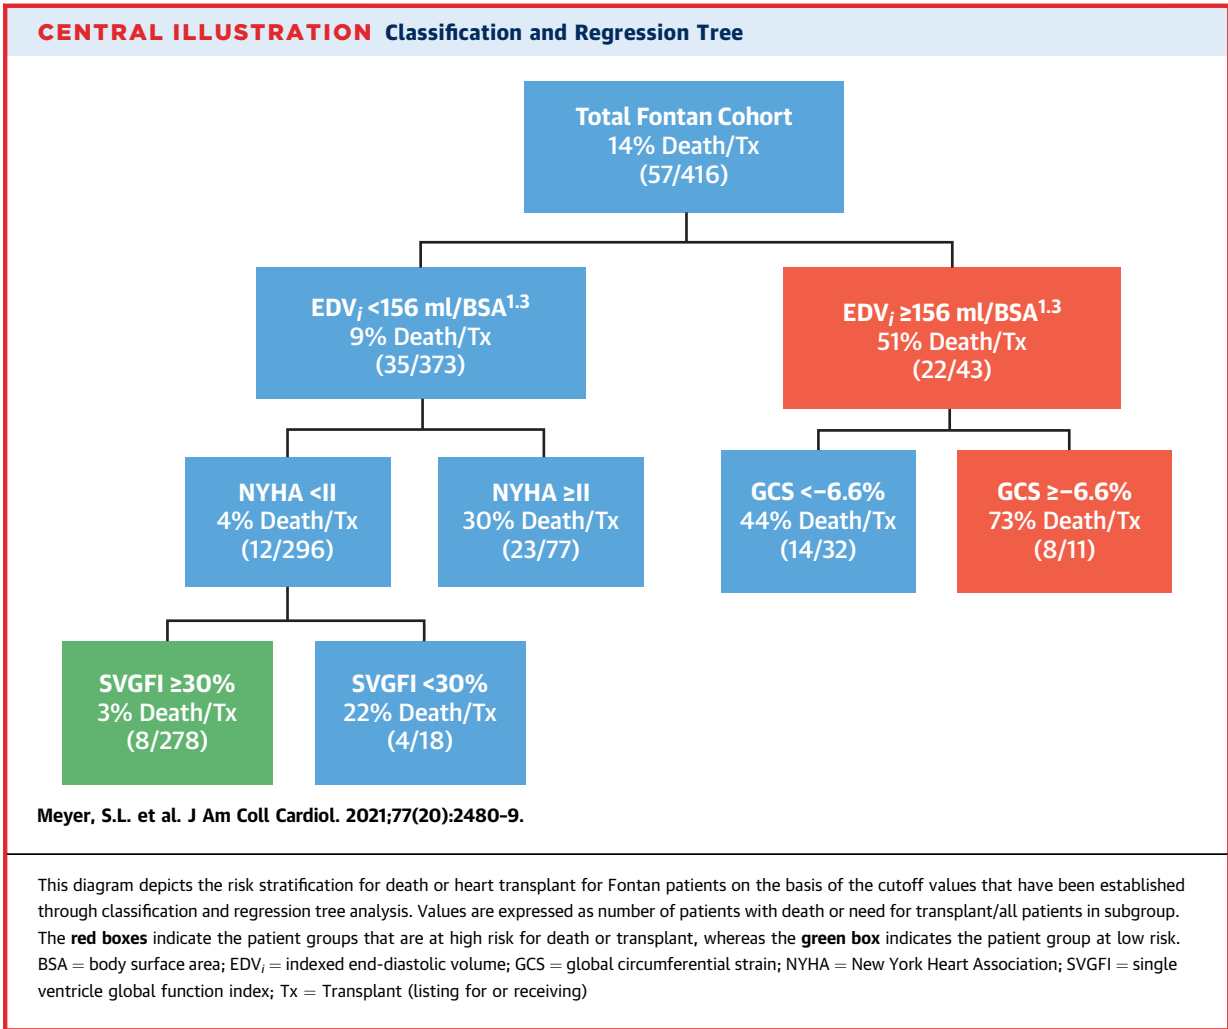 CENTRAL ILLUSTRATION Classification and Regression Tree
Total Fontan Cohort
14% Death/Tx
(57/416)
EDVi <156 ml/BSA1.3
9% Death/Tx
(35/373)
EDVi ≥156 ml/BSA1.3
51% Death/Tx
(22/43)
NYHA <II
4% Death/Tx
(12/296)
NYHA ≥II
30% Death/Tx
(23/77)
GCS <−6.6%
44% Death/Tx
(14/32)
GCS ≥−6.6%
73% Death/Tx
(8/11)
SVGFI ≥30%
3% Death/Tx
(8/278)
SVGFI <30%
22% Death/Tx
(4/18)
Meyer, S.L. et al. J Am Coll Cardiol. 2021;77(20):2480–9.
This diagram depicts the risk stratification for death or heart transplant for Fontan patients on the basis of the cutoff values that have been established
through classification and regression tree analysis. Values are expressed as number of patients with death or need for transplant/all patients in subgroup.
The red boxes indicate the patient groups that are at high risk for death or transplant, whereas the green box indicates the patient group at low risk.
BSA = body surface area; EDVi = indexed end-diastolic volume; GCS = global circumferential strain; NYHA = New York Heart Association; SVGFI = single
ventricle global function index; Tx = Transplant (listing for or receiving)